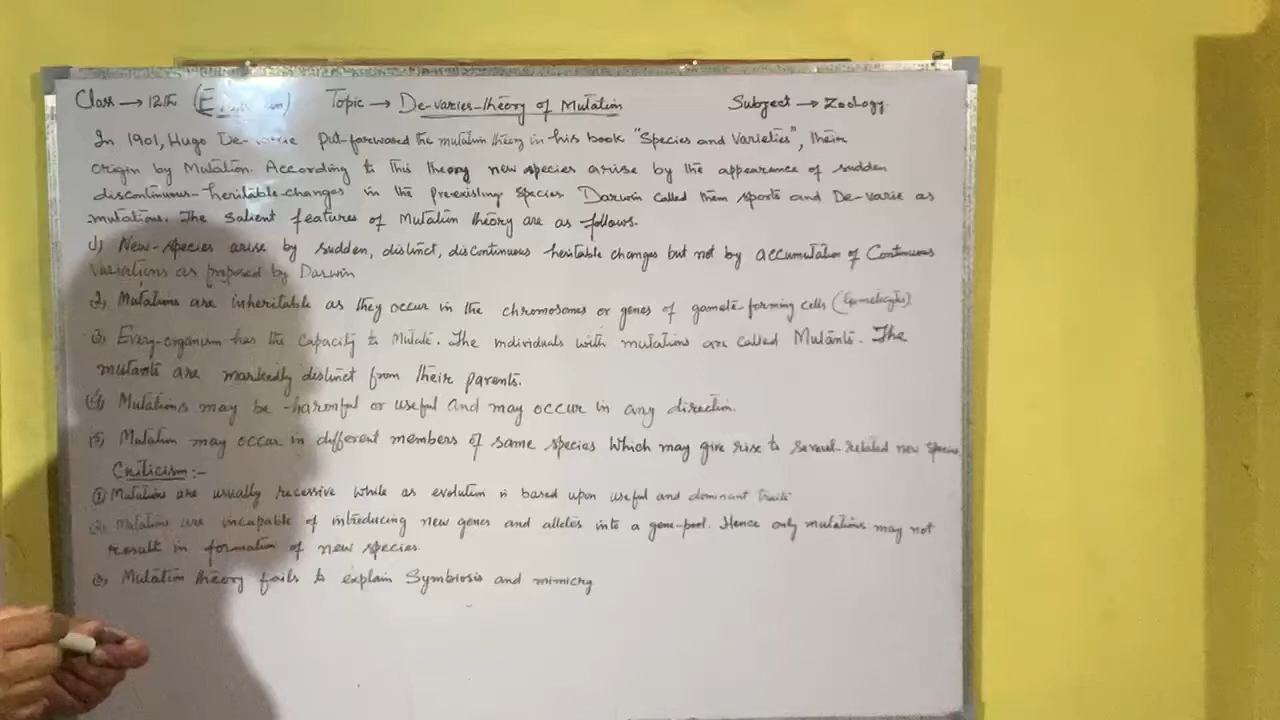 Class → 12th (E   ) Topic → De-varies-theory of Mutation Subject → Zoology
In 1901, Hugo De- put-forwased the mutation theory in his book "Species and Varieties", their
origin by Mutation. According to this theory new species arise by the appearance of sudden
discontinuous-heritable-changes in the pre-existing species Darwin called them sports and De-varie as
mutations. The salient features of Mutation theory are as follows.
1) New-species arise by sudden, distinct, discontinuous heritable changes but not by accumulation of Continuous
variations as proposed by Darwin
2) Mutations are inheritable as they occur in the chromosomes or genes of gamete-forming cells
3) Every-organism has the capacity to Mutate. The individuals with mutations are called Mutants. The
mutants are markedly distinct from their parents.
4) Mutations may be -harmful or useful and may occur in any direction.
5) Mutation may occur in different members of same species which may give rise to several-related new species.
Criticism:-
① Mutations are usually recessive while as evolution is based upon useful and dominant traits
② Mutation are incapable of introducing new genes and alleles into a gene-pool. Hence only mutations may not
result in formation of new species.
③ Mutation theory fails to explain Symbiosis and mimicry